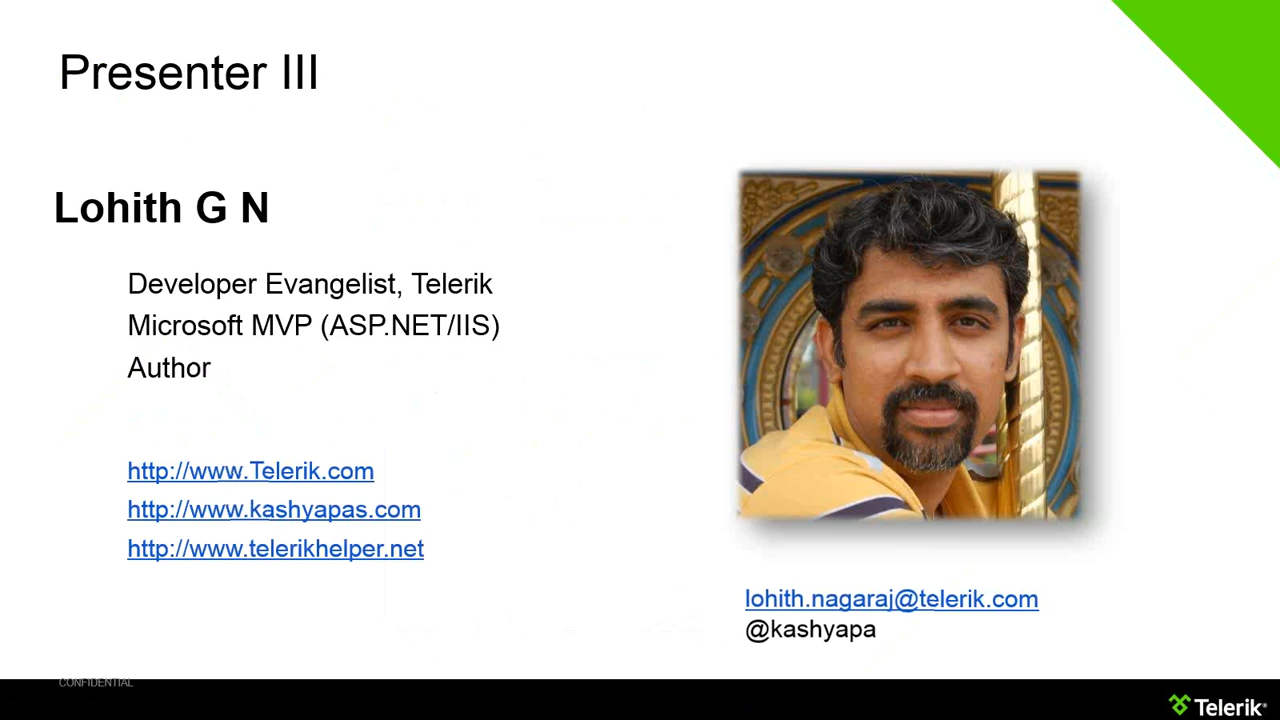 Presenter III
Lohith G N
Developer Evangelist, Telerik
Microsoft MVP (ASP.NET/IIS)
Author
http://www.Telerik.com
http://www.kashyapas.com
http://www.telerikhelper.net
lohith.nagaraj@telerik.com
@kashyapa
CONFIDENTIAL
Telerik®